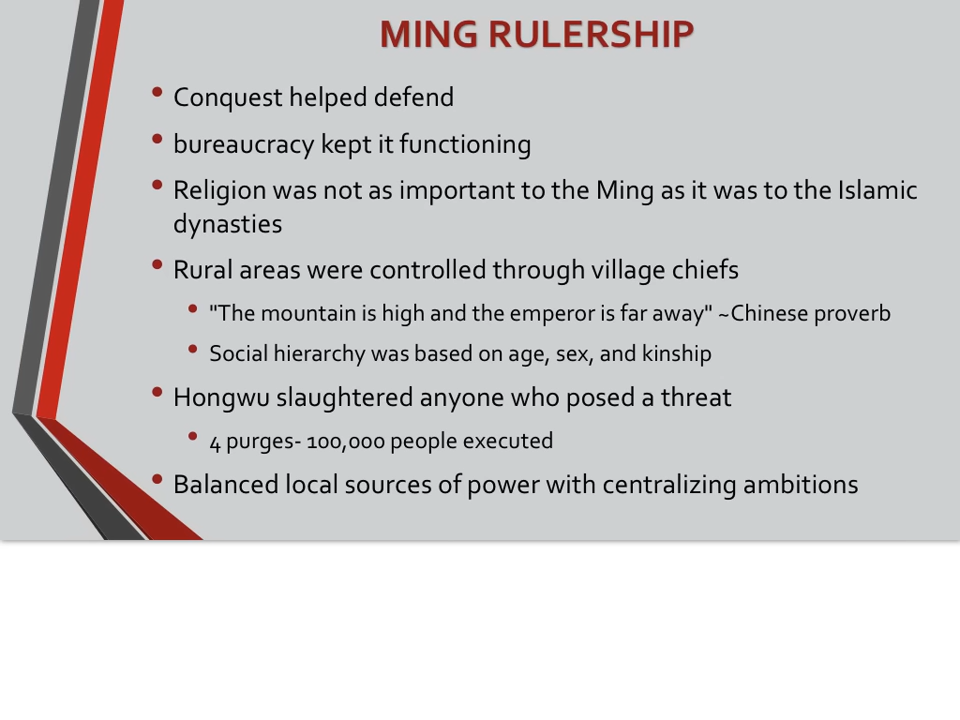 MING RULERSHIP
• Conquest helped defend
• bureaucracy kept it functioning
• Religion was not as important to the Ming as it was to the Islamic
dynasties
• Rural areas were controlled through village chiefs
• "The mountain is high and the emperor is far away" ~Chinese proverb
• Social hierarchy was based on age, sex, and kinship
• Hongwu slaughtered anyone who posed a threat
• 4 purges- 100,000 people executed
• Balanced local sources of power with centralizing ambitions